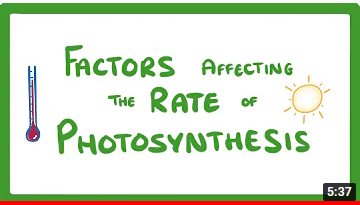 FACTORS AFFECTING
THE RATE OF
PHOTOSYNTHESIS
5:37